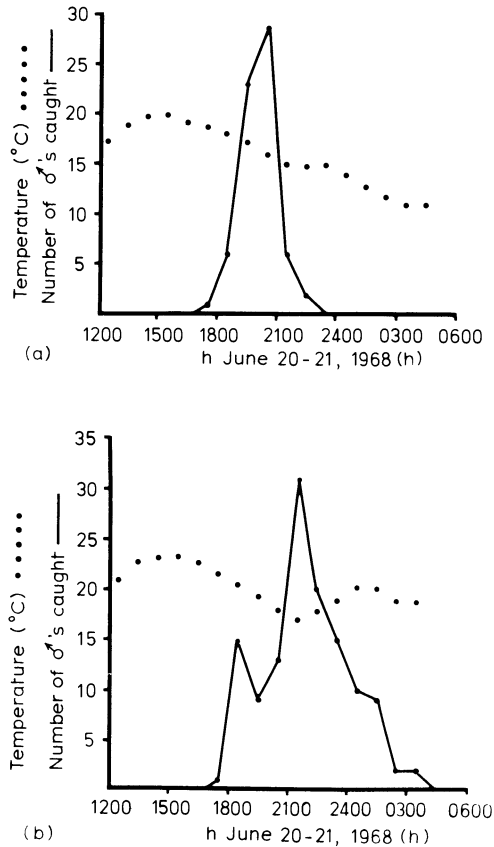 Temperature (°C) •••••
Number of ♂'s caught ——
30
25
20
15
10
5
1200 1500 1800 2100 2400 0300 0600
h June 20-21, 1968 (h)
(a)
Temperature (°C) •••••
Number of ♂'s caught ——
35
30
25
20
15
10
5
1200 1500 1800 2100 2400 0300 0600
h June 20-21, 1968 (h)
(b)